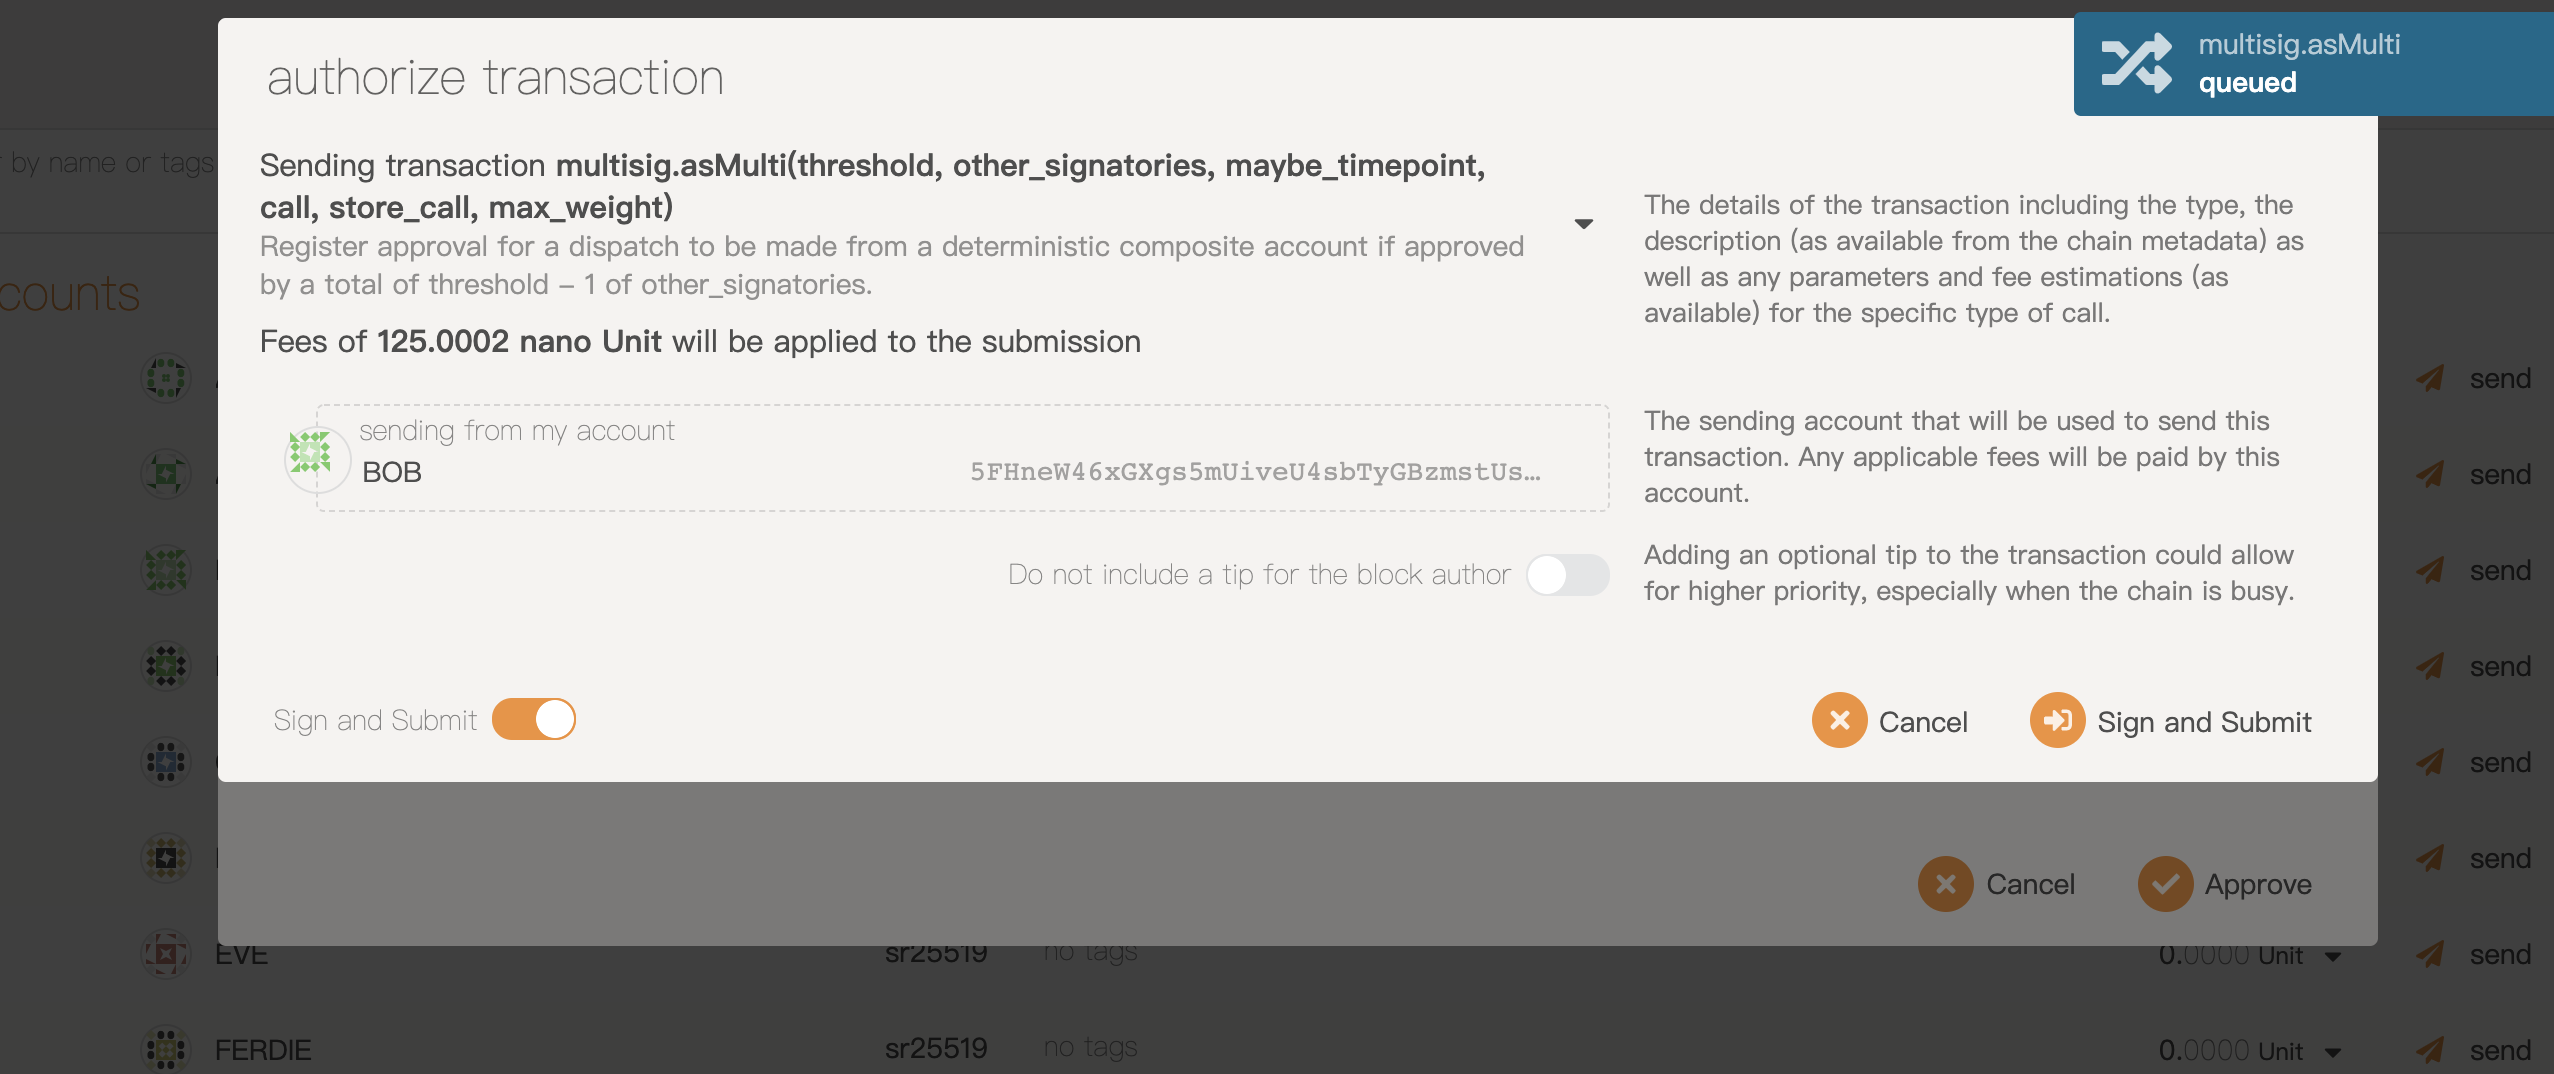 authorize transaction
multisig.asMulti
queued
by name or tags
Sending transaction multisig.asMulti(threshold, other_signatories, maybe_timepoint,
call, store_call, max_weight)
Register approval for a dispatch to be made from a deterministic composite account if approved
by a total of threshold – 1 of other_signatories.
Fees of 125.0002 nano Unit will be applied to the submission
The details of the transaction including the type, the
description (as available from the chain metadata) as
well as any parameters and fee estimations (as
available) for the specific type of call.
counts
send
sending from my account
BOB 5FHneW46xGXgs5mUiveU4sbTyGBzmstUs…
The sending account that will be used to send this
transaction. Any applicable fees will be paid by this
account.
send
Do not include a tip for the block author
Adding an optional tip to the transaction could allow
for higher priority, especially when the chain is busy.
send
send
Sign and Submit
Cancel
Sign and Submit
send
send
Cancel
Approve
EVE sr25519 no tags 0.0000 Unit send
FERDIE sr25519 no tags 0.0000 Unit send